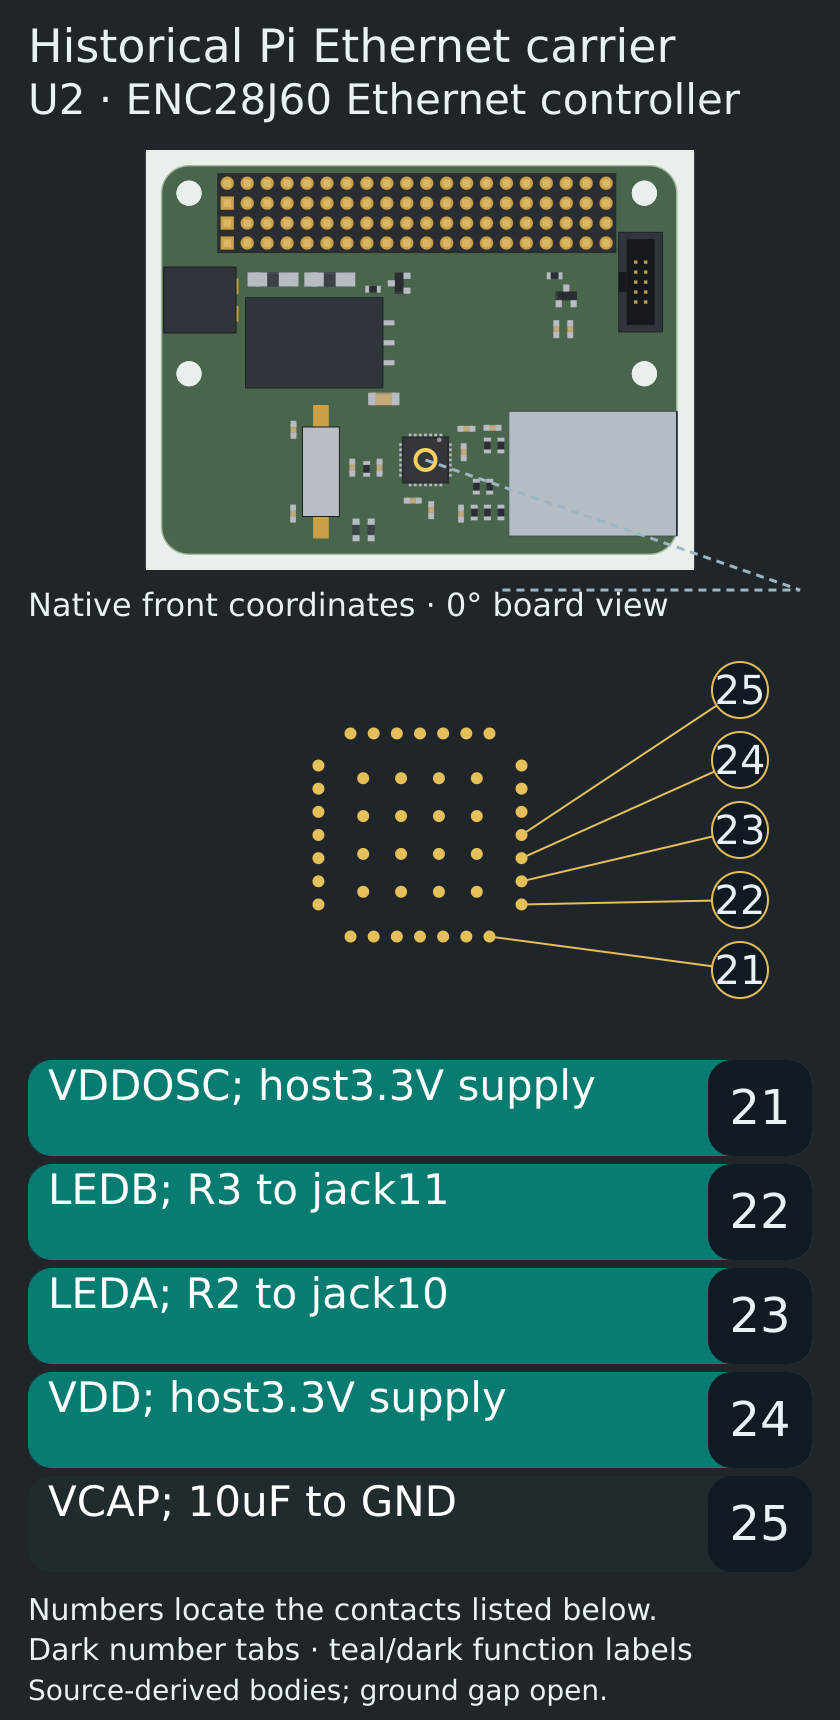 Historical Pi Ethernet carrier
U2 · ENC28J60 Ethernet controller
Native front coordinates · 0° board view
25
24
23
22
21
VDDOSC; host3.3V supply 21
LEDB; R3 to jack11 22
LEDA; R2 to jack10 23
VDD; host3.3V supply 24
VCAP; 10uF to GND 25
Numbers locate the contacts listed below.
Dark number tabs · teal/dark function labels
Source-derived bodies; ground gap open.